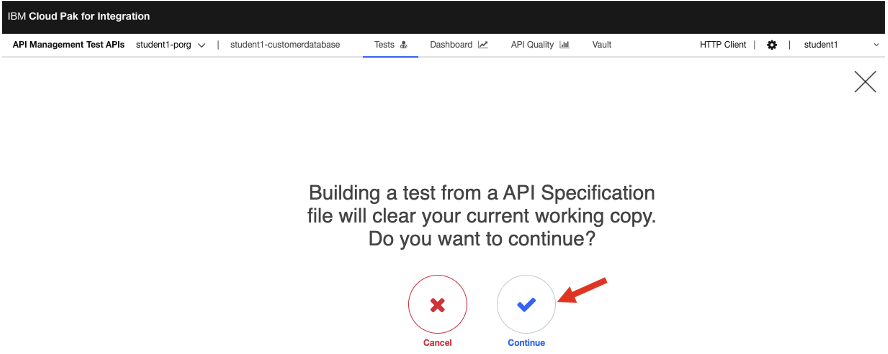 IBM Cloud Pak for Integration
API Management Test APIs student1-porg | student1-customerdatabase Tests Dashboard API Quality Vault HTTP Client | | student1
Building a test from a API Specification
file will clear your current working copy.
Do you want to continue?
Cancel Continue